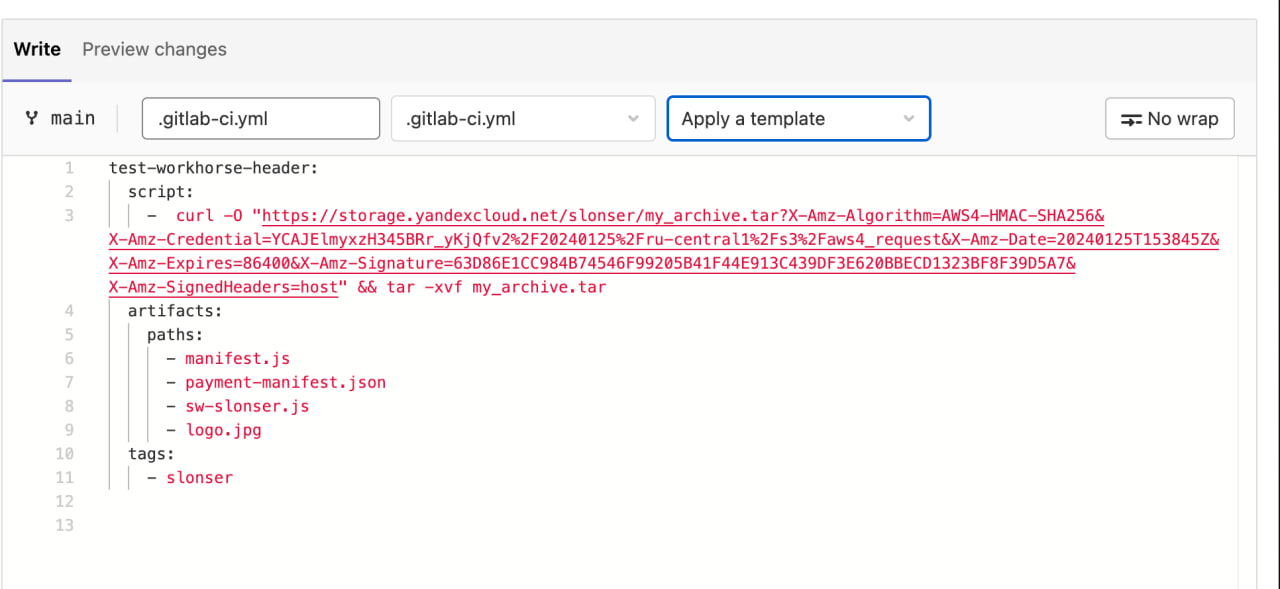 Write Preview changes
main .gitlab-ci.yml .gitlab-ci.yml Apply a template No wrap
1 test-workhorse-header:
2 script:
3 - curl -O "https://storage.yandexcloud.net/slonser/my_archive.tar?X-Amz-Algorithm=AWS4-HMAC-SHA256&
X-Amz-Credential=YCAJElmyxzH345BRr_yKjQfv2%2F20240125%2Fru-central1%2Fs3%2Faws4_request&X-Amz-Date=20240125T153845Z&
X-Amz-Expires=86400&X-Amz-Signature=63D86E1CC984B74546F99205B41F44E913C439DF3E620BBECD1323BF8F39D5A7&
X-Amz-SignedHeaders=host" && tar -xvf my_archive.tar
4 artifacts:
5 paths:
6 - manifest.js
7 - payment-manifest.json
8 - sw-slonser.js
9 - logo.jpg
10 tags:
11 - slonser
12
13